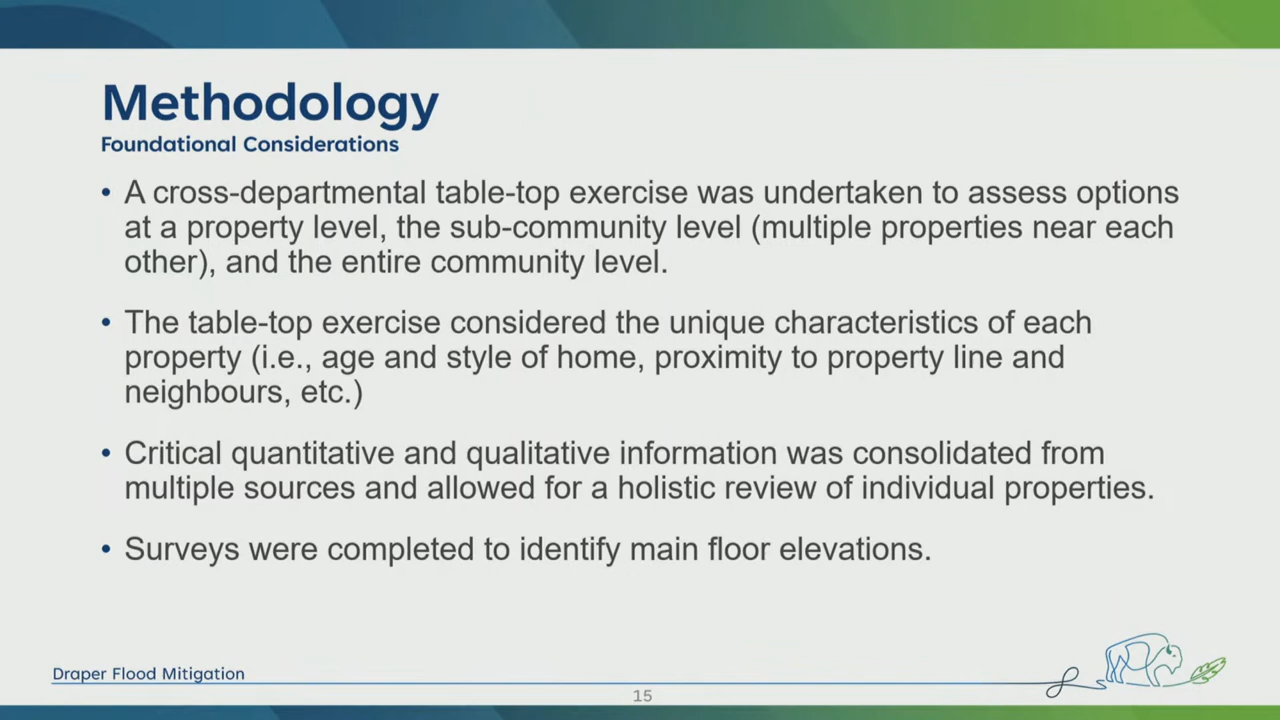 Methodology
Foundational Considerations
• A cross-departmental table-top exercise was undertaken to assess options
at a property level, the sub-community level (multiple properties near each
other), and the entire community level.
• The table-top exercise considered the unique characteristics of each
property (i.e., age and style of home, proximity to property line and
neighbours, etc.)
• Critical quantitative and qualitative information was consolidated from
multiple sources and allowed for a holistic review of individual properties.
• Surveys were completed to identify main floor elevations.
Draper Flood Mitigation
15